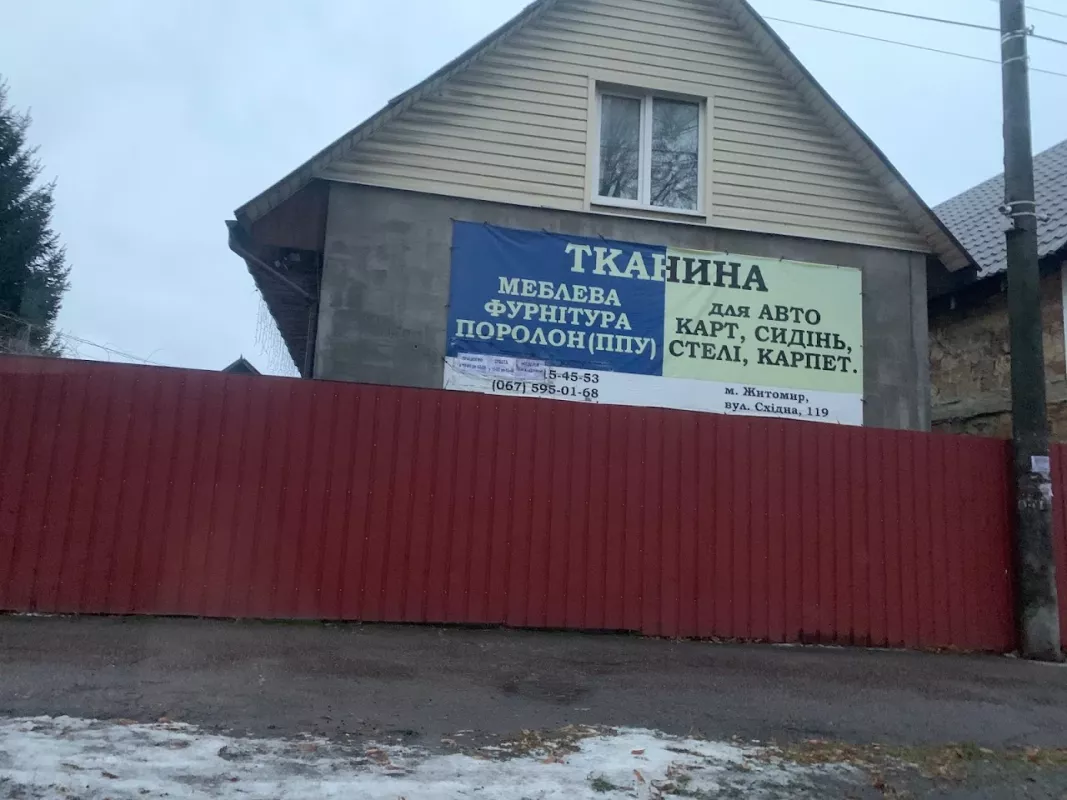 ТКАНИНА
МЕБЛЕВА
ФУРНІТУРА
ПОРОЛОН(ППУ)
для АВТО
КАРТ, СИДІНЬ,
СТЕЛІ, КАРПЕТ.
5-45-53
(067) 595-01-68
м. Житомир,
вул. Східна, 119